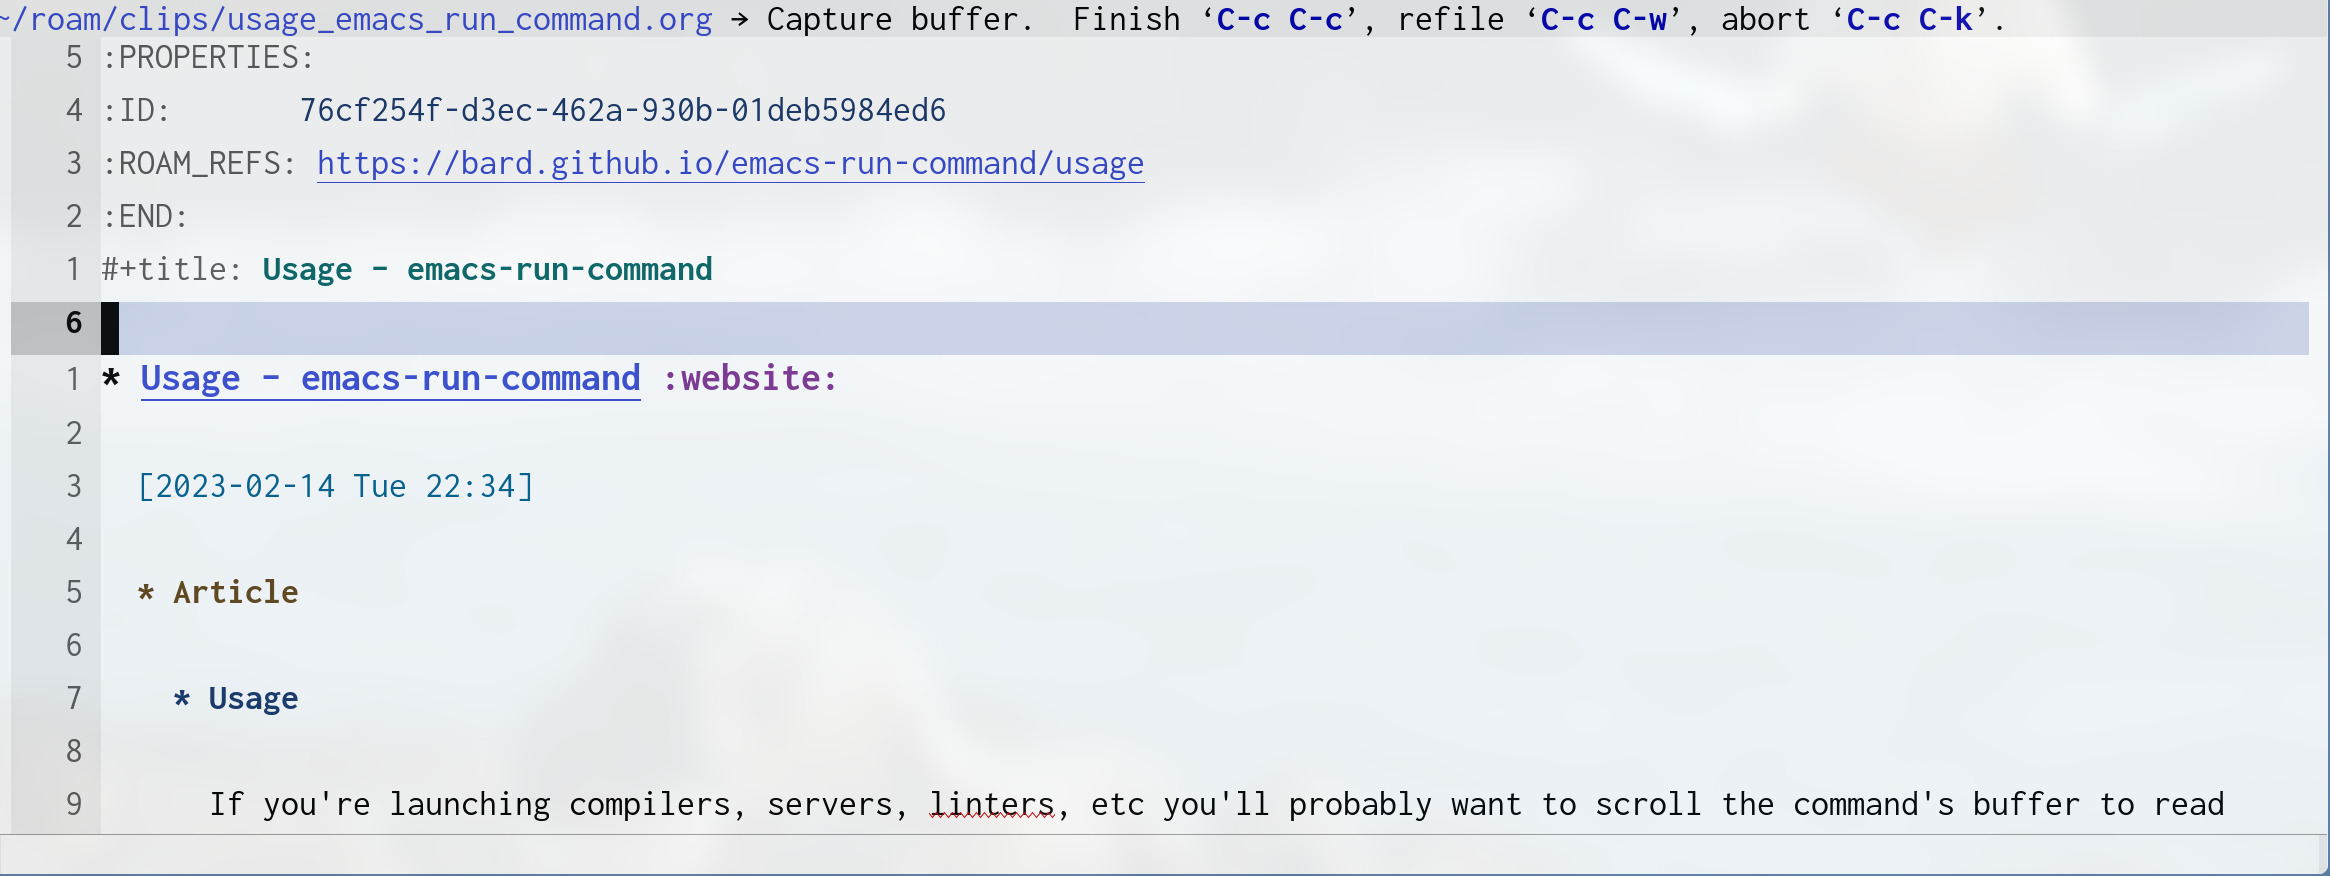 ~/roam/clips/usage_emacs_run_command.org → Capture buffer.  Finish ‘C-c C-c’, refile ‘C-c C-w’, abort ‘C-c C-k’.
5 :PROPERTIES:
4 :ID:       76cf254f-d3ec-462a-930b-01deb5984ed6
3 :ROAM_REFS: https://bard.github.io/emacs-run-command/usage
2 :END:
1 #+title: Usage - emacs-run-command
6
1 * Usage - emacs-run-command :website:
2
3   [2023-02-14 Tue 22:34]
4
5   * Article
6
7     * Usage
8
9       If you're launching compilers, servers, linters, etc you'll probably want to scroll the command's buffer to read